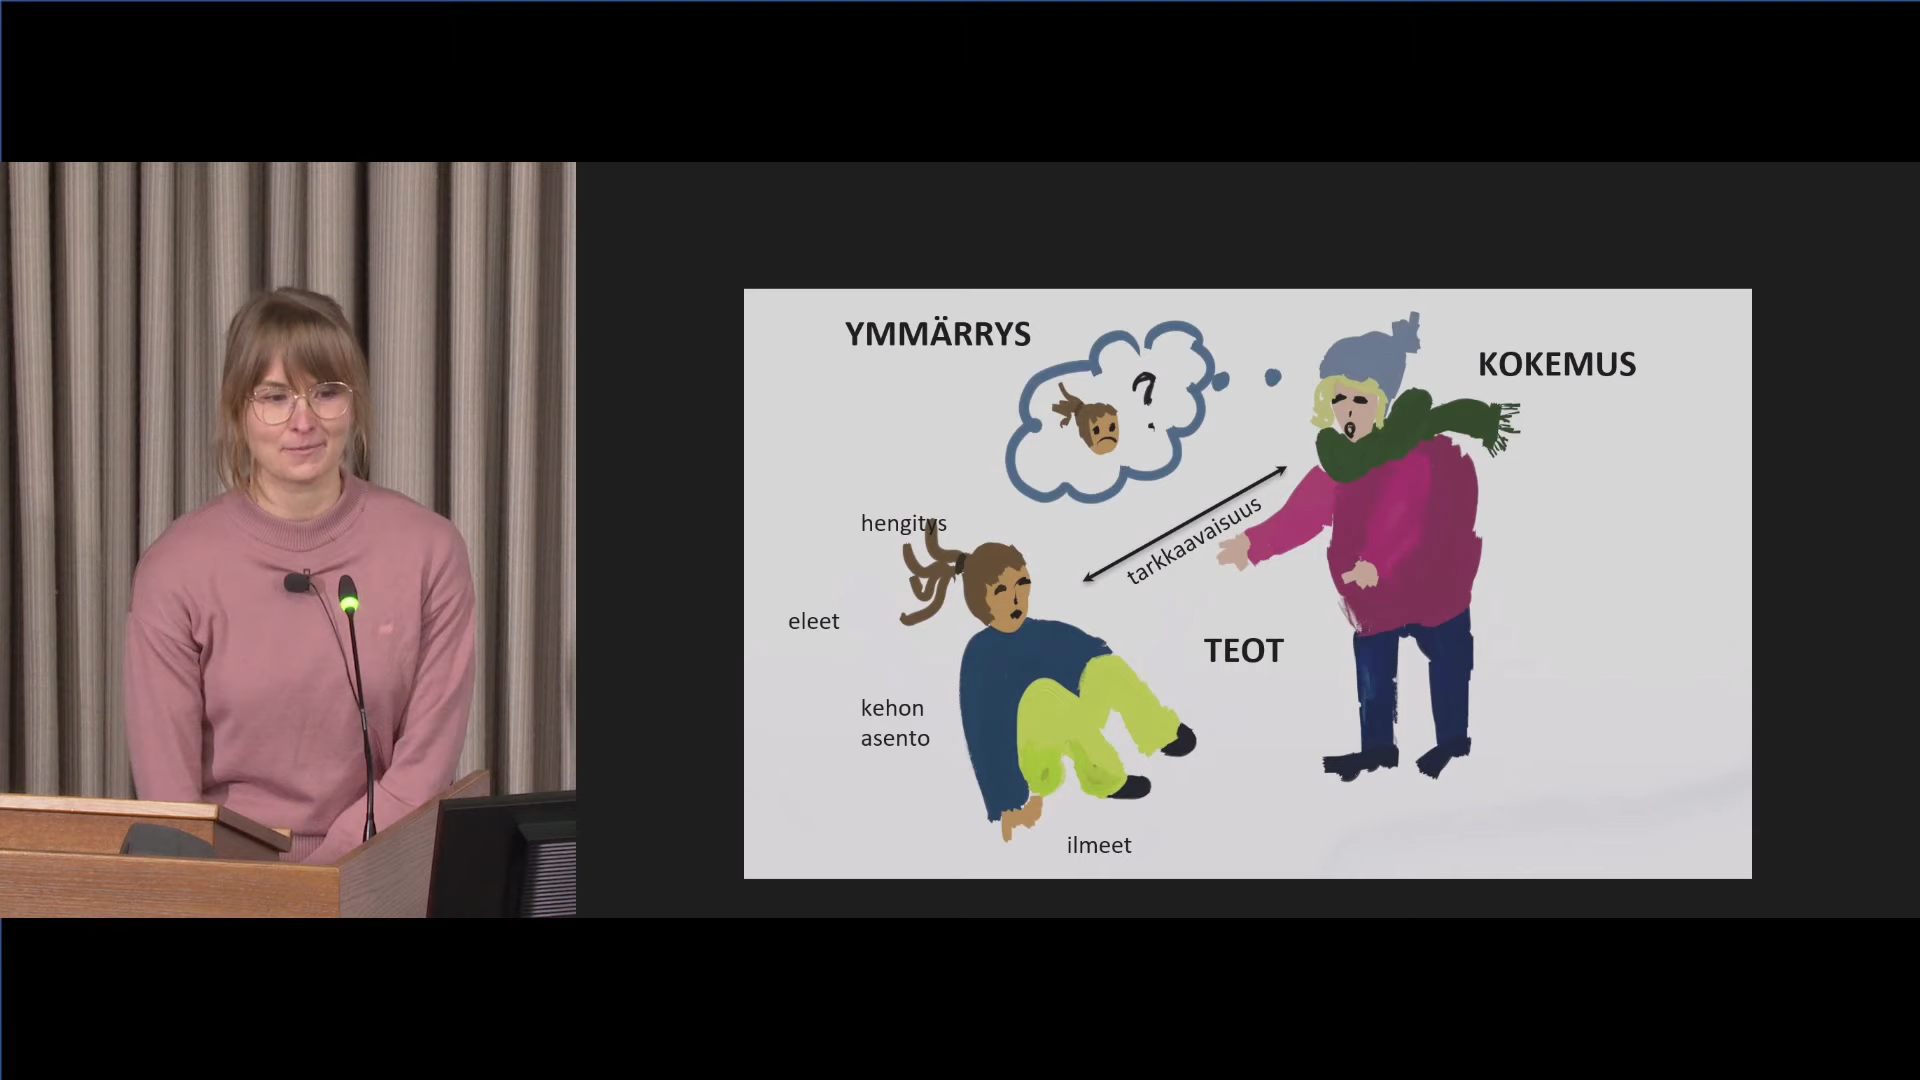 YMMÄRRYS
?
KOKEMUS
hengitys
tarkkaavaisuus
eleet
TEOT
kehon
asento
ilmeet